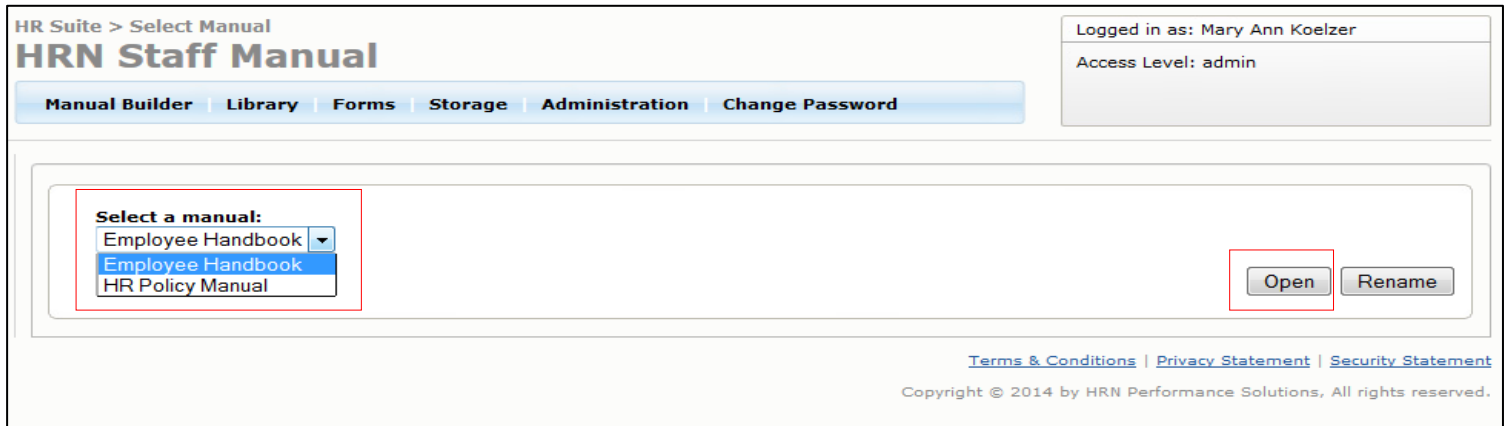 HR Suite > Select Manual
HRN Staff Manual
Logged in as: Mary Ann Koelzer
Access Level: admin
Manual Builder Library Forms Storage Administration Change Password
Select a manual:
Employee Handbook
Employee Handbook
HR Policy Manual
Open Rename
Terms & Conditions | Privacy Statement | Security Statement
Copyright © 2014 by HRN Performance Solutions, All rights reserved.